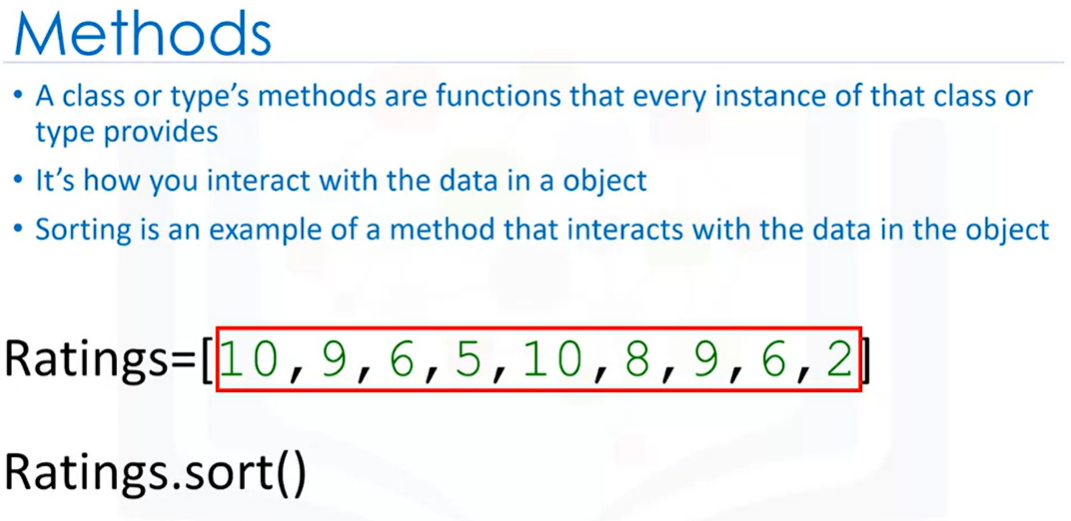 Methods
• A class or type's methods are functions that every instance of that class or
type provides
• It's how you interact with the data in a object
• Sorting is an example of a method that interacts with the data in the object
Ratings=[10,9,6,5,10,8,9,6,2]
Ratings.sort()